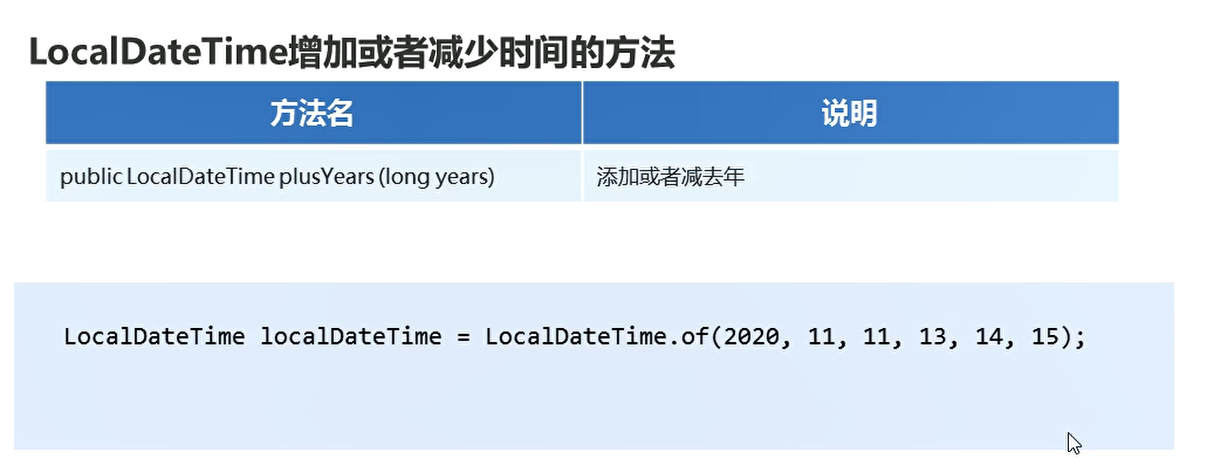 LocalDateTime增加或者减少时间的方法
方法名 说明
public LocalDateTime plusYears (long years) 添加或者减去年
LocalDateTime localDateTime = LocalDateTime.of(2020, 11, 11, 13, 14, 15);